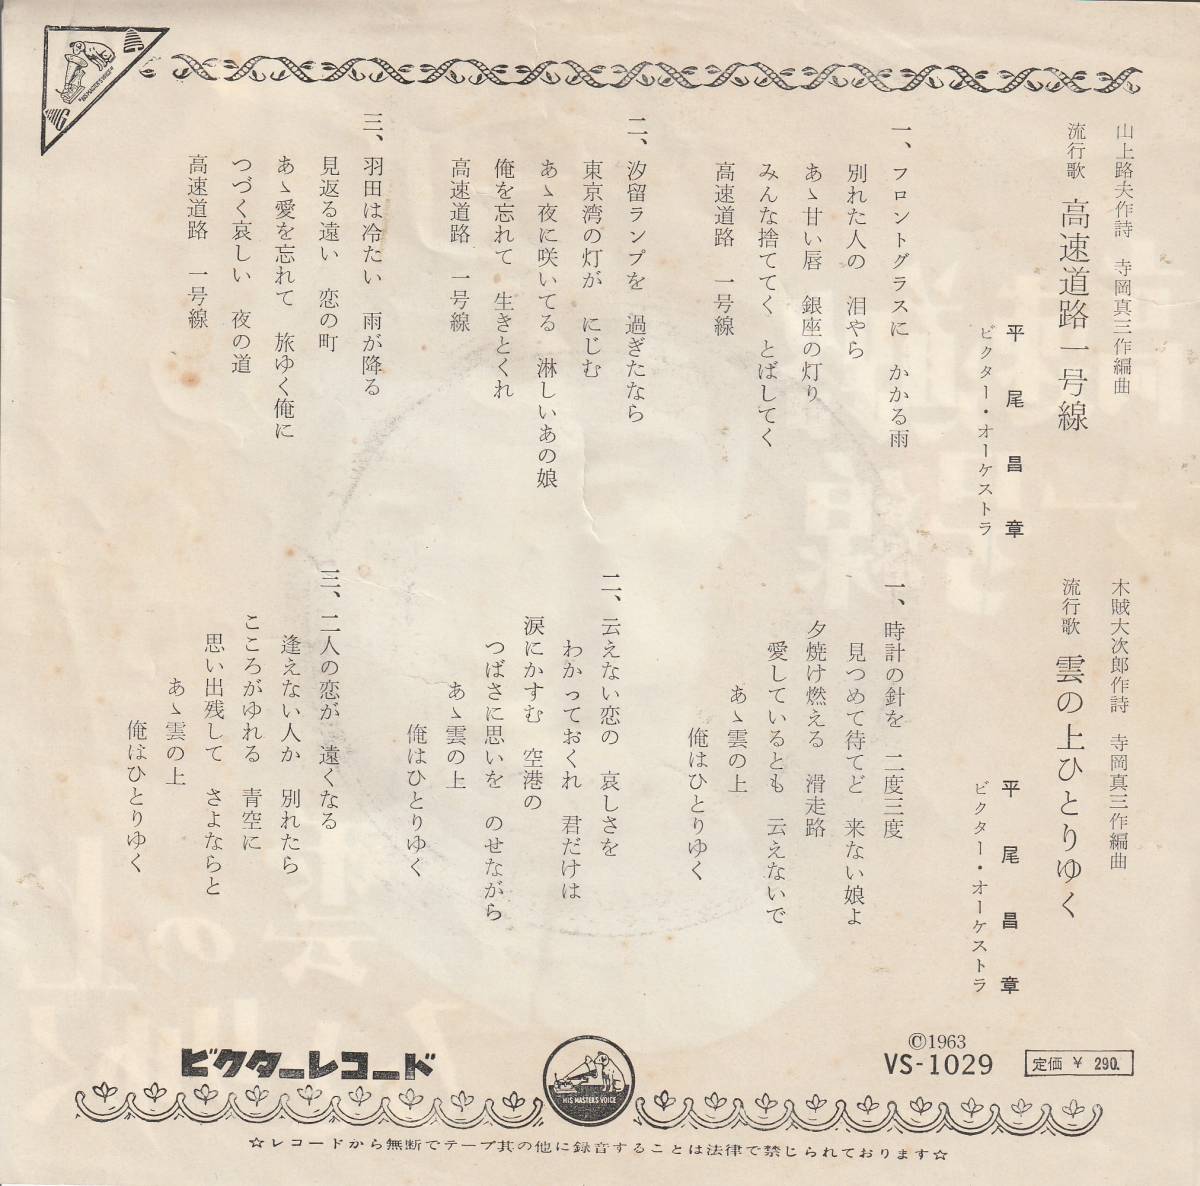 山上路夫作詩　寺岡真三作編曲
流行歌　高速道路一号線
平尾昌章
ビクター・オーケストラ
一、フロントグラスに　かかる雨
別れた人の　泪やら
あゝ甘い唇　銀座の灯り
みんな捨ててく　とばしてく
高速道路　一号線
二、汐留ランプを　過ぎたなら
東京湾の灯が　にじむ
あゝ夜に咲いてる　淋しいあの娘
俺を忘れて　生きとくれ
高速道路　一号線
三、羽田は冷たい　雨が降る
見返る遠い　恋の町
あゝ愛を忘れて　旅ゆく俺に
つづく哀しい　夜の道
高速道路　一号線
木賊大次郎作詩　寺岡真三作編曲
流行歌　雲の上ひとりゆく
平尾昌章
ビクター・オーケストラ
一、時計の針を　二度三度
見つめて待てど　来ない娘よ
夕焼け燃える　滑走路
愛しているとも　云えないで
あゝ雲の上
俺はひとりゆく
二、云えない恋の　哀しさを
わかっておくれ　君だけは
涙にかすむ　空港の
つばさに思いを　のせながら
あゝ雲の上
俺はひとりゆく
三、二人の恋が　遠くなる
逢えない人か　別れたら
こころがゆれる　青空に
思い出残して　さよならと
あゝ雲の上
俺はひとりゆく
©1963
VS-1029　定価 ¥ 290.
ビクターレコード
HIS MASTER'S VOICE
☆レコードから無断でテープ其の他に録音することは法律で禁じられております☆